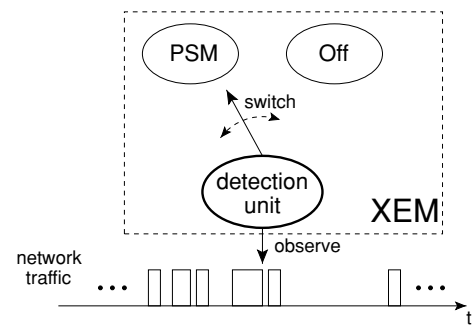 PSM
Off
switch
detection
unit
XEM
observe
network
traffic
t